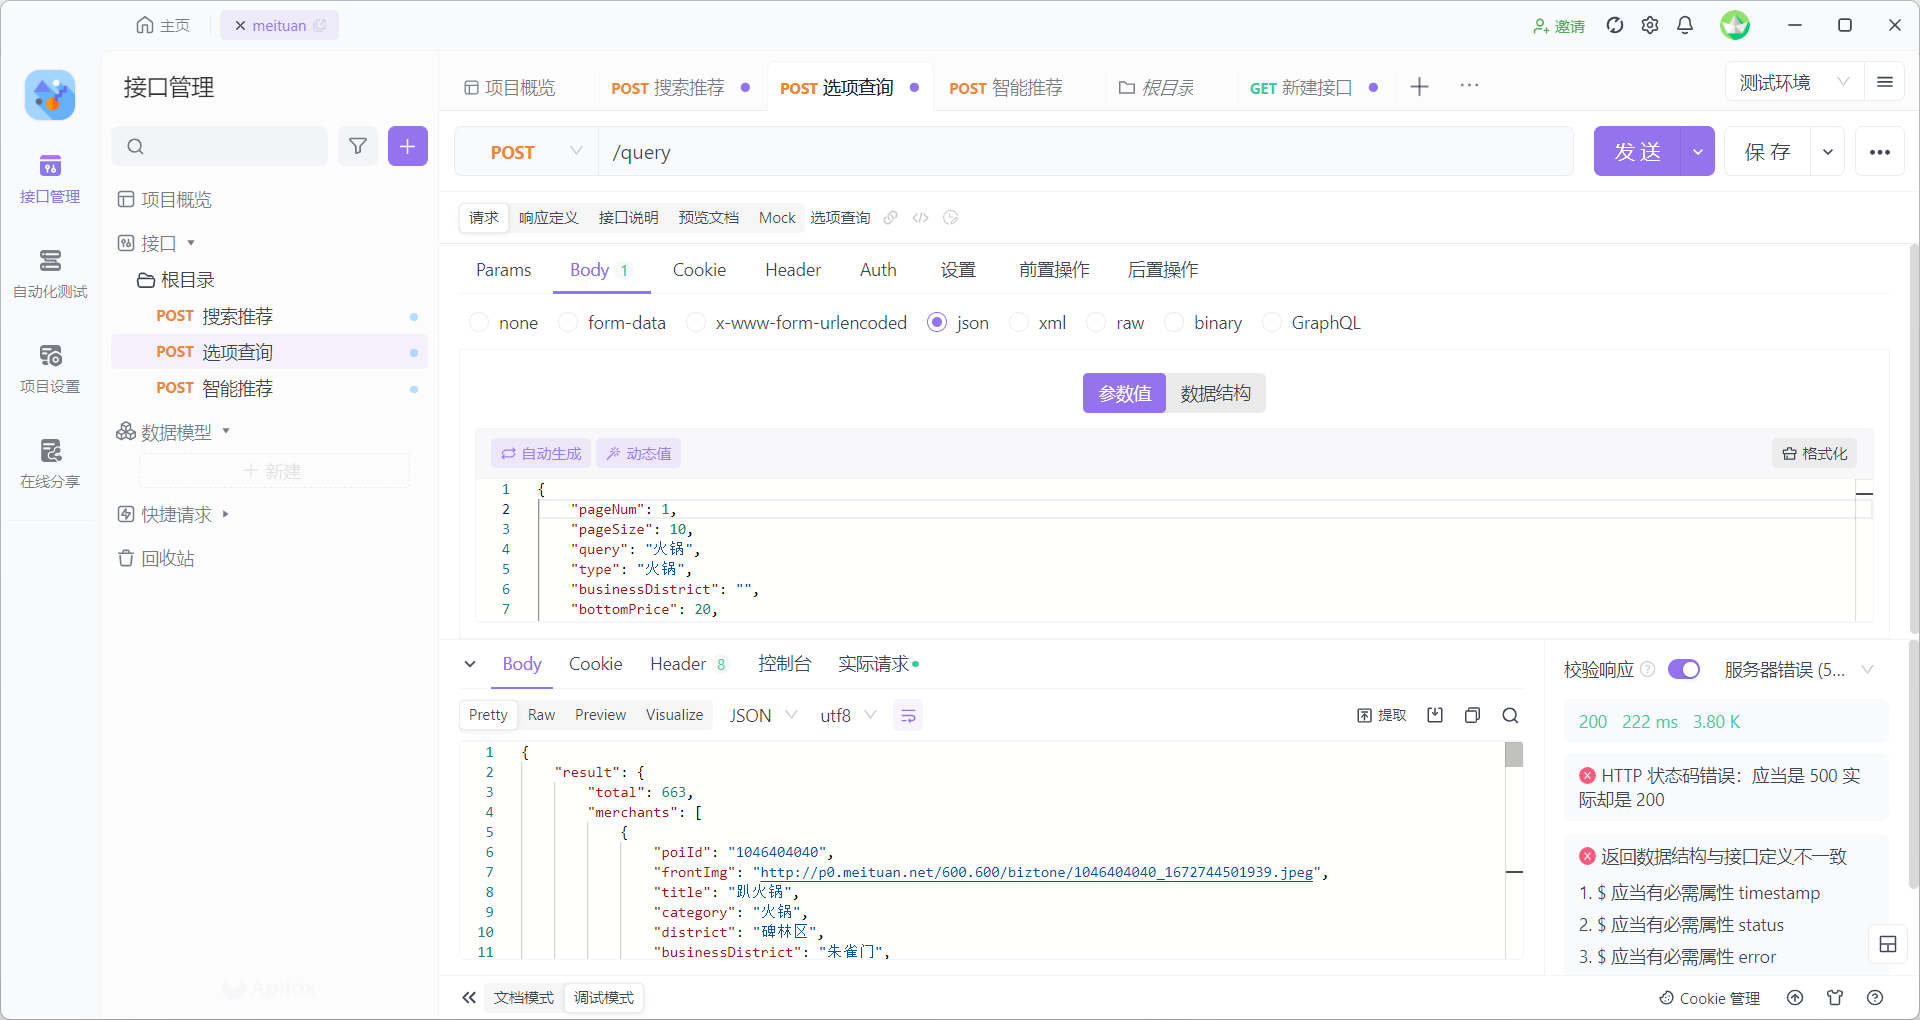 主页
meituan
邀请
接口管理
项目概览
POST 搜索推荐
POST 选项查询
POST 智能推荐
根目录
GET 新建接口
测试环境
POST
/query
发 送
保 存
接口管理
自动化测试
项目设置
在线分享
项目概览
接口
根目录
POST 搜索推荐
POST 选项查询
POST 智能推荐
数据模型
新建
快捷请求
回收站
Apifox
请求
响应定义
接口说明
预览文档
Mock
选项查询
Params
Body 1
Cookie
Header
Auth
设置
前置操作
后置操作
none
form-data
x-www-form-urlencoded
json
xml
raw
binary
GraphQL
参数值
数据结构
自动生成
动态值
格式化
1 {
2 "pageNum": 1,
3 "pageSize": 10,
4 "query": "火锅",
5 "type": "火锅",
6 "businessDistrict": "",
7 "bottomPrice": 20,
Body
Cookie
Header 8
控制台
实际请求
Pretty
Raw
Preview
Visualize
JSON
utf8
提取
1 {
2 "result": {
3 "total": 663,
4 "merchants": [
5 {
6 "poiId": "1046404040",
7 "frontImg": "http://p0.meituan.net/600.600/biztone/1046404040_1672744501939.jpeg",
8 "title": "趴火锅",
9 "category": "火锅",
10 "district": "碑林区",
11 "businessDistrict": "朱雀门",
校验响应
服务器错误 (5...
200 222 ms 3.80 K
HTTP 状态码错误：应当是 500 实
际却是 200
返回数据结构与接口定义不一致
1. $ 应当有必需属性 timestamp
2. $ 应当有必需属性 status
3. $ 应当有必需属性 error
文档模式
调试模式
Cookie 管理